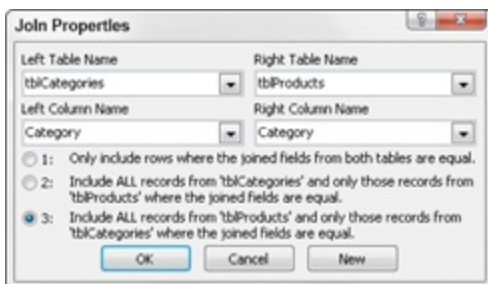 Join Properties
Left Table Name
Right Table Name
tblCategories
tblProducts
Left Column Name
Right Column Name
Category
Category
1: Only include rows where the joined fields from both tables are equal.
2: Include ALL records from 'tblCategories' and only those records from
'tblProducts' where the joined fields are equal.
3: Include ALL records from 'tblProducts' and only those records from
'tblCategories' where the joined fields are equal.
OK
Cancel
New